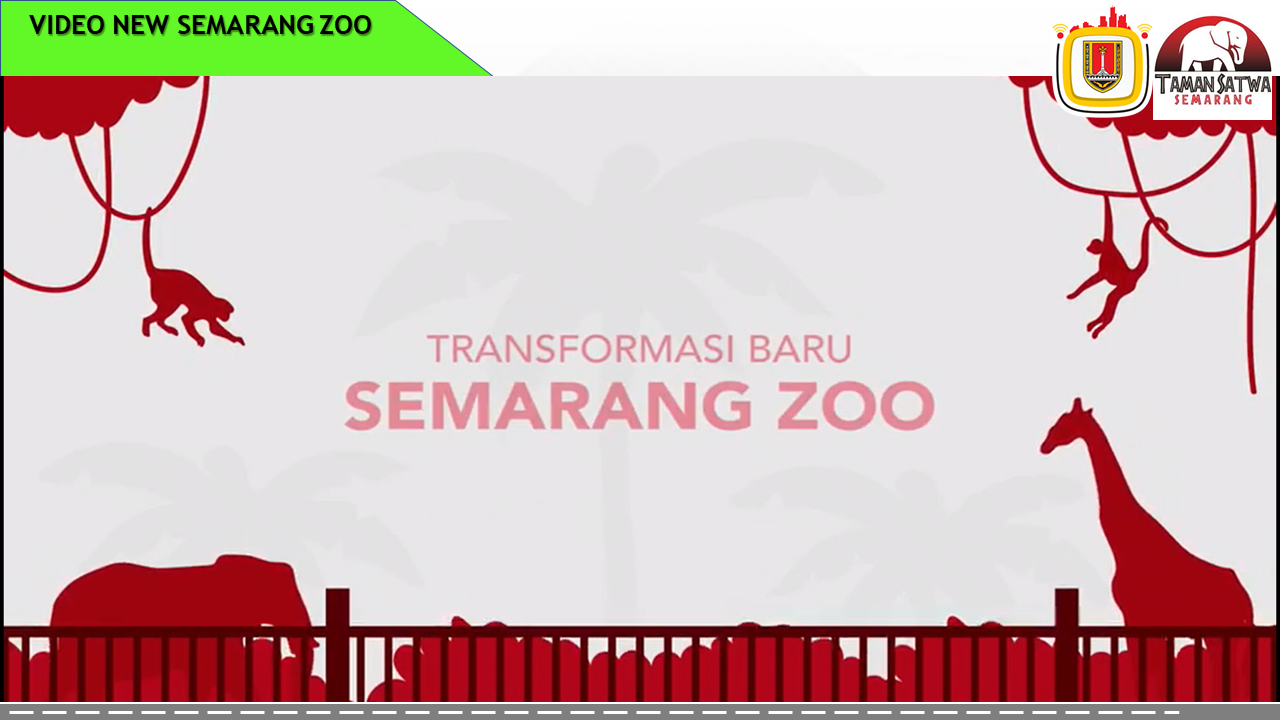 VIDEO NEW SEMARANG ZOO
TAMAN SATWA
SEMARANG
TRANSFORMASI BARU
SEMARANG ZOO